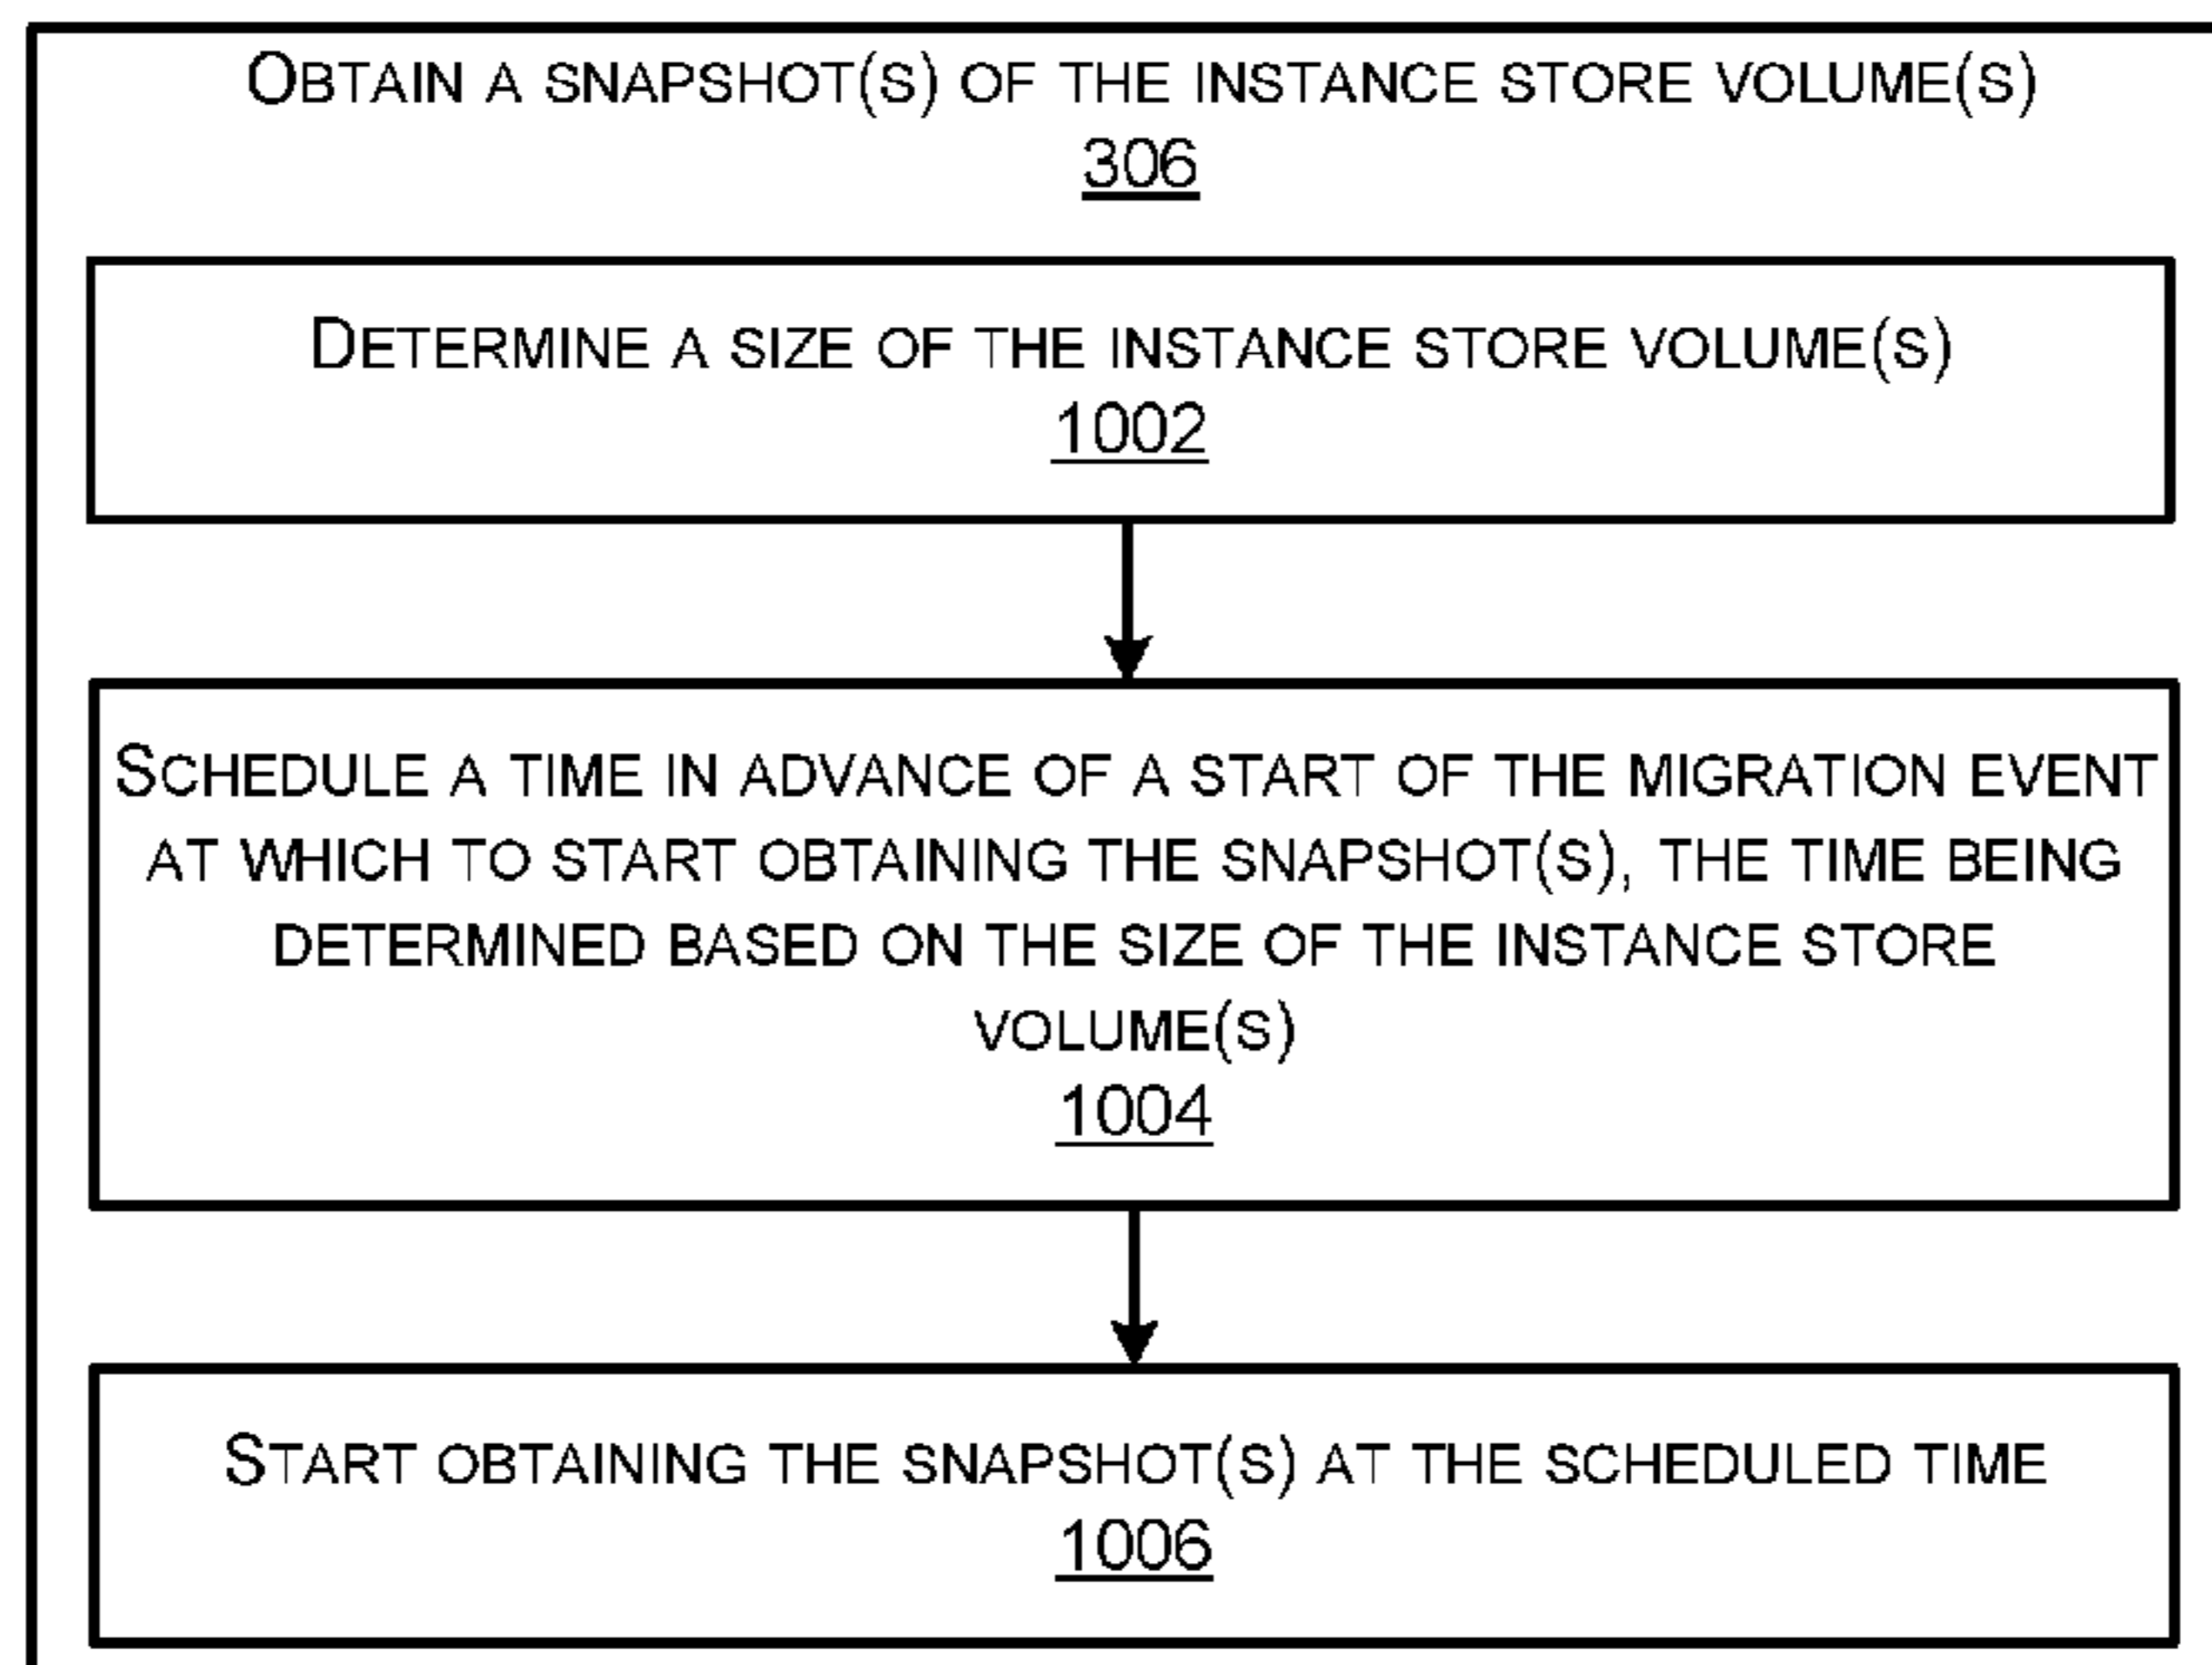 OBTAIN A SNAPSHOT(S) OF THE INSTANCE STORE VOLUME(S)
306
DETERMINE A SIZE OF THE INSTANCE STORE VOLUME(S)
1002
SCHEDULE A TIME IN ADVANCE OF A START OF THE MIGRATION EVENT
AT WHICH TO START OBTAINING THE SNAPSHOT(S), THE TIME BEING
DETERMINED BASED ON THE SIZE OF THE INSTANCE STORE
VOLUME(S)
1004
START OBTAINING THE SNAPSHOT(S) AT THE SCHEDULED TIME
1006